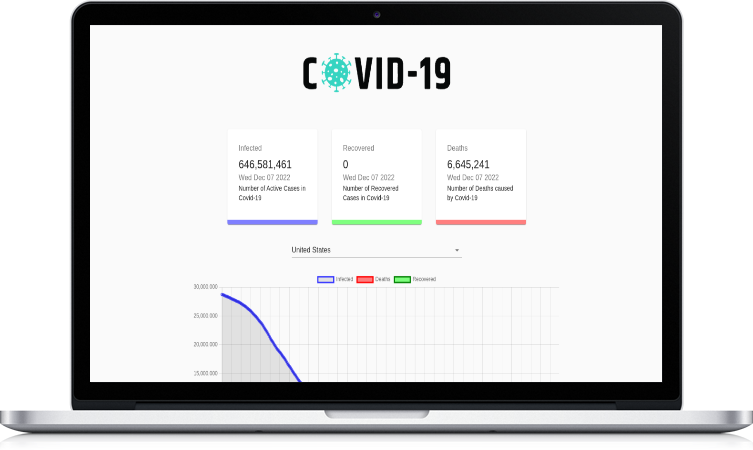 COVID-19
Infected
646,581,461
Wed Dec 07 2022
Number of Active Cases in
Covid-19
Recovered
0
Wed Dec 07 2022
Number of Recovered
Cases in Covid-19
Deaths
6,645,241
Wed Dec 07 2022
Number of Deaths caused
by Covid-19
United States
Infected Deaths Recovered
30,000,000
25,000,000
20,000,000
15,000,000